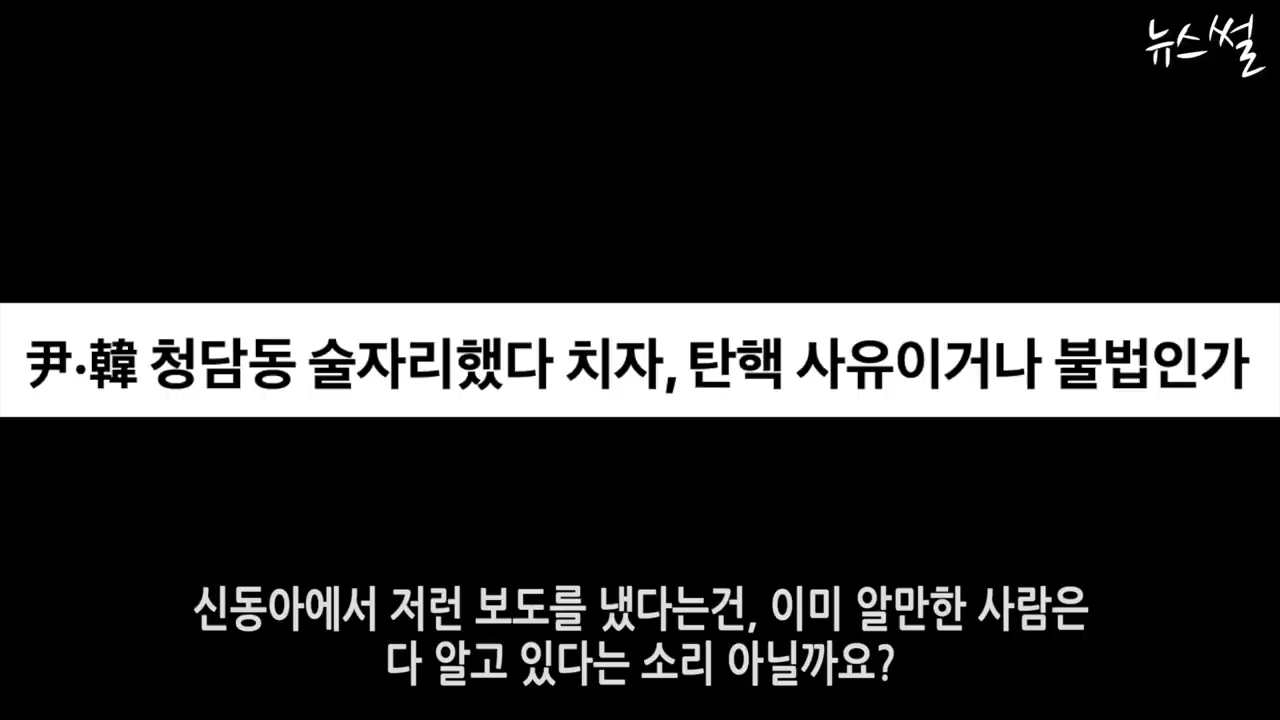 뉴스썰
尹·韓 청담동 술자리했다 치자, 탄핵 사유이거나 불법인가
신동아에서 저런 보도를 냈다는건, 이미 알만한 사람은
다 알고 있다는 소리 아닐까요?